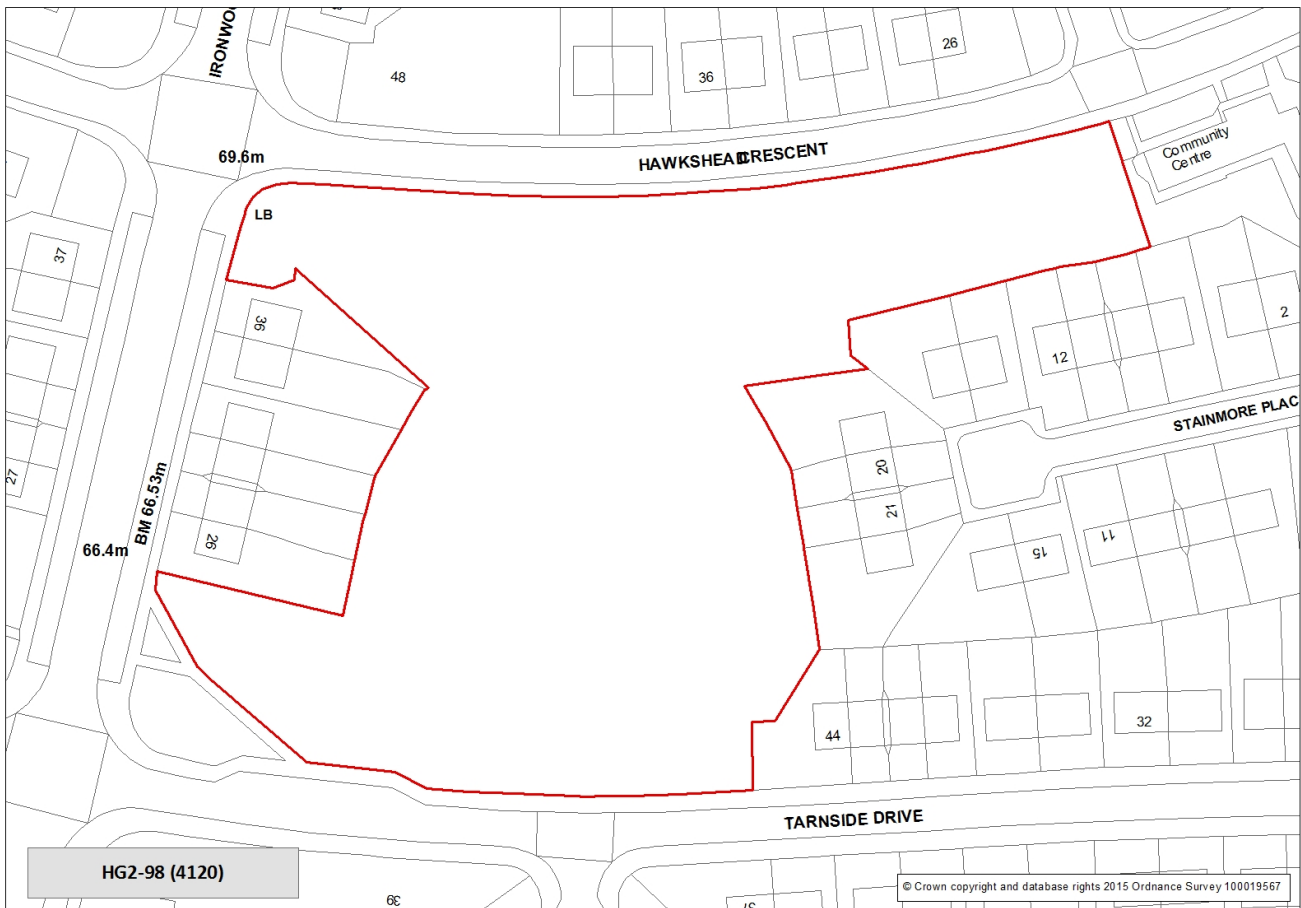 IRONWOO
48
36
26
69.6m
HAWKSHEAD CRESCENT
Community
Centre
LB
37
36
2
12
STAINMORE PLAC
20
27
BM 66.53m
21
26
66.4m
15
11
44
32
TARNSIDE DRIVE
HG2-98 (4120)
39
37
© Crown copyright and database rights 2015 Ordnance Survey 100019567